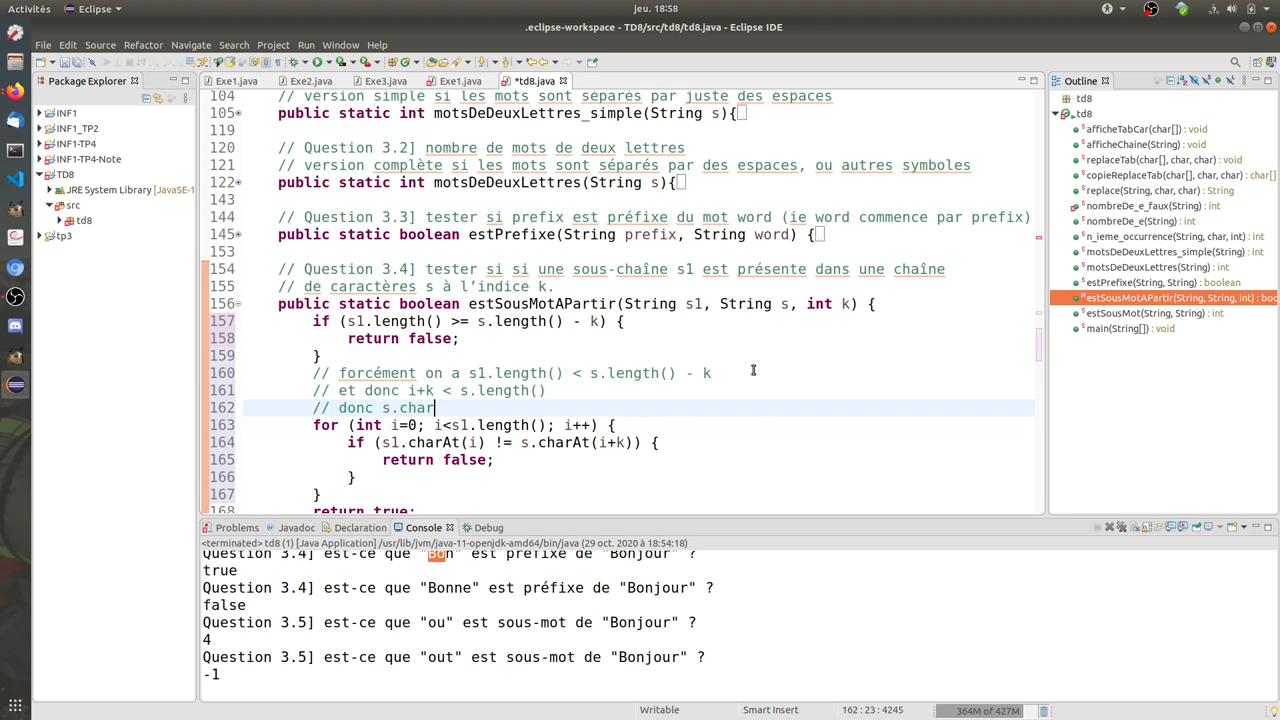 Activités
Eclipse
jeu. 18:58
.eclipse-workspace - TD8/src/td8/td8.java - Eclipse IDE
File Edit Source Refactor Navigate Search Project Run Window Help
Package Explorer
INF1
INF1_TP2
INF1-TP4
INF1-TP4-Note
TD8
JRE System Library [JavaSE-1
src
td8
tp3
Exe1.java Exe2.java Exe3.java Exe1.java *td8.java
104 // version simple si les mots sont séparés par juste des espaces
105 public static int motsDeDeuxLettres_simple(String s){
119
120 // Question 3.2] nombre de mots de deux lettres
121 // version complète si les mots sont séparés par des espaces, ou autres symboles
122 public static int motsDeDeuxLettres(String s){
143
144 // Question 3.3] tester si prefix est préfixe du mot word (ie word commence par prefix)
145 public static boolean estPrefixe(String prefix, String word) {
153
154 // Question 3.4] tester si si une sous-chaîne s1 est présente dans une chaîne
155 // de caractères s à l’indice k.
156 public static boolean estSousMotAPartir(String s1, String s, int k) {
157 if (s1.length() >= s.length() - k) {
158 return false;
159 }
160 // forcément on a s1.length() < s.length() - k
161 // et donc i+k < s.length()
162 // donc s.char
163 for (int i=0; i<s1.length(); i++) {
164 if (s1.charAt(i) != s.charAt(i+k)) {
165 return false;
166 }
167 }
168 return true;
Outline
td8
td8
afficheTabCar(char[]) : void
afficheChaine(String) : void
replaceTab(char[], char, char) : void
copieReplaceTab(char[], char, char) : char[]
replace(String, char, char) : String
nombreDe_e_faux(String) : int
nombreDe_e(String) : int
n_ieme_occurrence(String, char, int) : int
motsDeDeuxLettres_simple(String) : int
motsDeDeuxLettres(String) : int
estPrefixe(String, String) : boolean
estSousMotAPartir(String, String, int) : boo
estSousMot(String, String) : int
main(String[]) : void
Problems Javadoc Declaration Console Debug
<terminated> td8 (1) [Java Application] /usr/lib/jvm/java-11-openjdk-amd64/bin/java (29 oct. 2020 à 18:54:18)
Question 3.4] est-ce que "Bon" est préfixe de "Bonjour" ?
true
Question 3.4] est-ce que "Bonne" est préfixe de "Bonjour" ?
false
Question 3.5] est-ce que "ou" est sous-mot de "Bonjour" ?
4
Question 3.5] est-ce que "out" est sous-mot de "Bonjour" ?
-1
Writable
Smart Insert
162 : 23 : 4245
364M of 427M